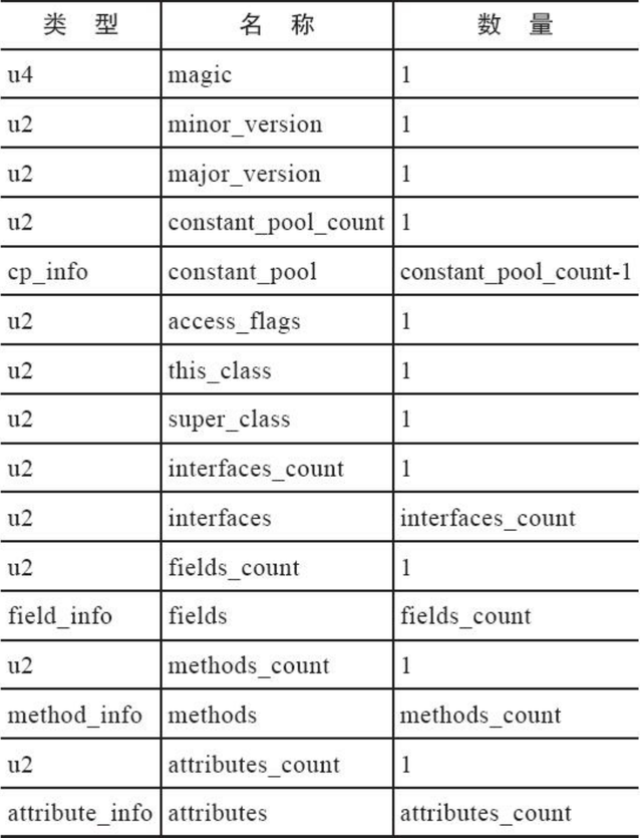 类 型 名 称 数 量
u4 magic 1
u2 minor_version 1
u2 major_version 1
u2 constant_pool_count 1
cp_info constant_pool constant_pool_count-1
u2 access_flags 1
u2 this_class 1
u2 super_class 1
u2 interfaces_count 1
u2 interfaces interfaces_count
u2 fields_count 1
field_info fields fields_count
u2 methods_count 1
method_info methods methods_count
u2 attributes_count 1
attribute_info attributes attributes_count